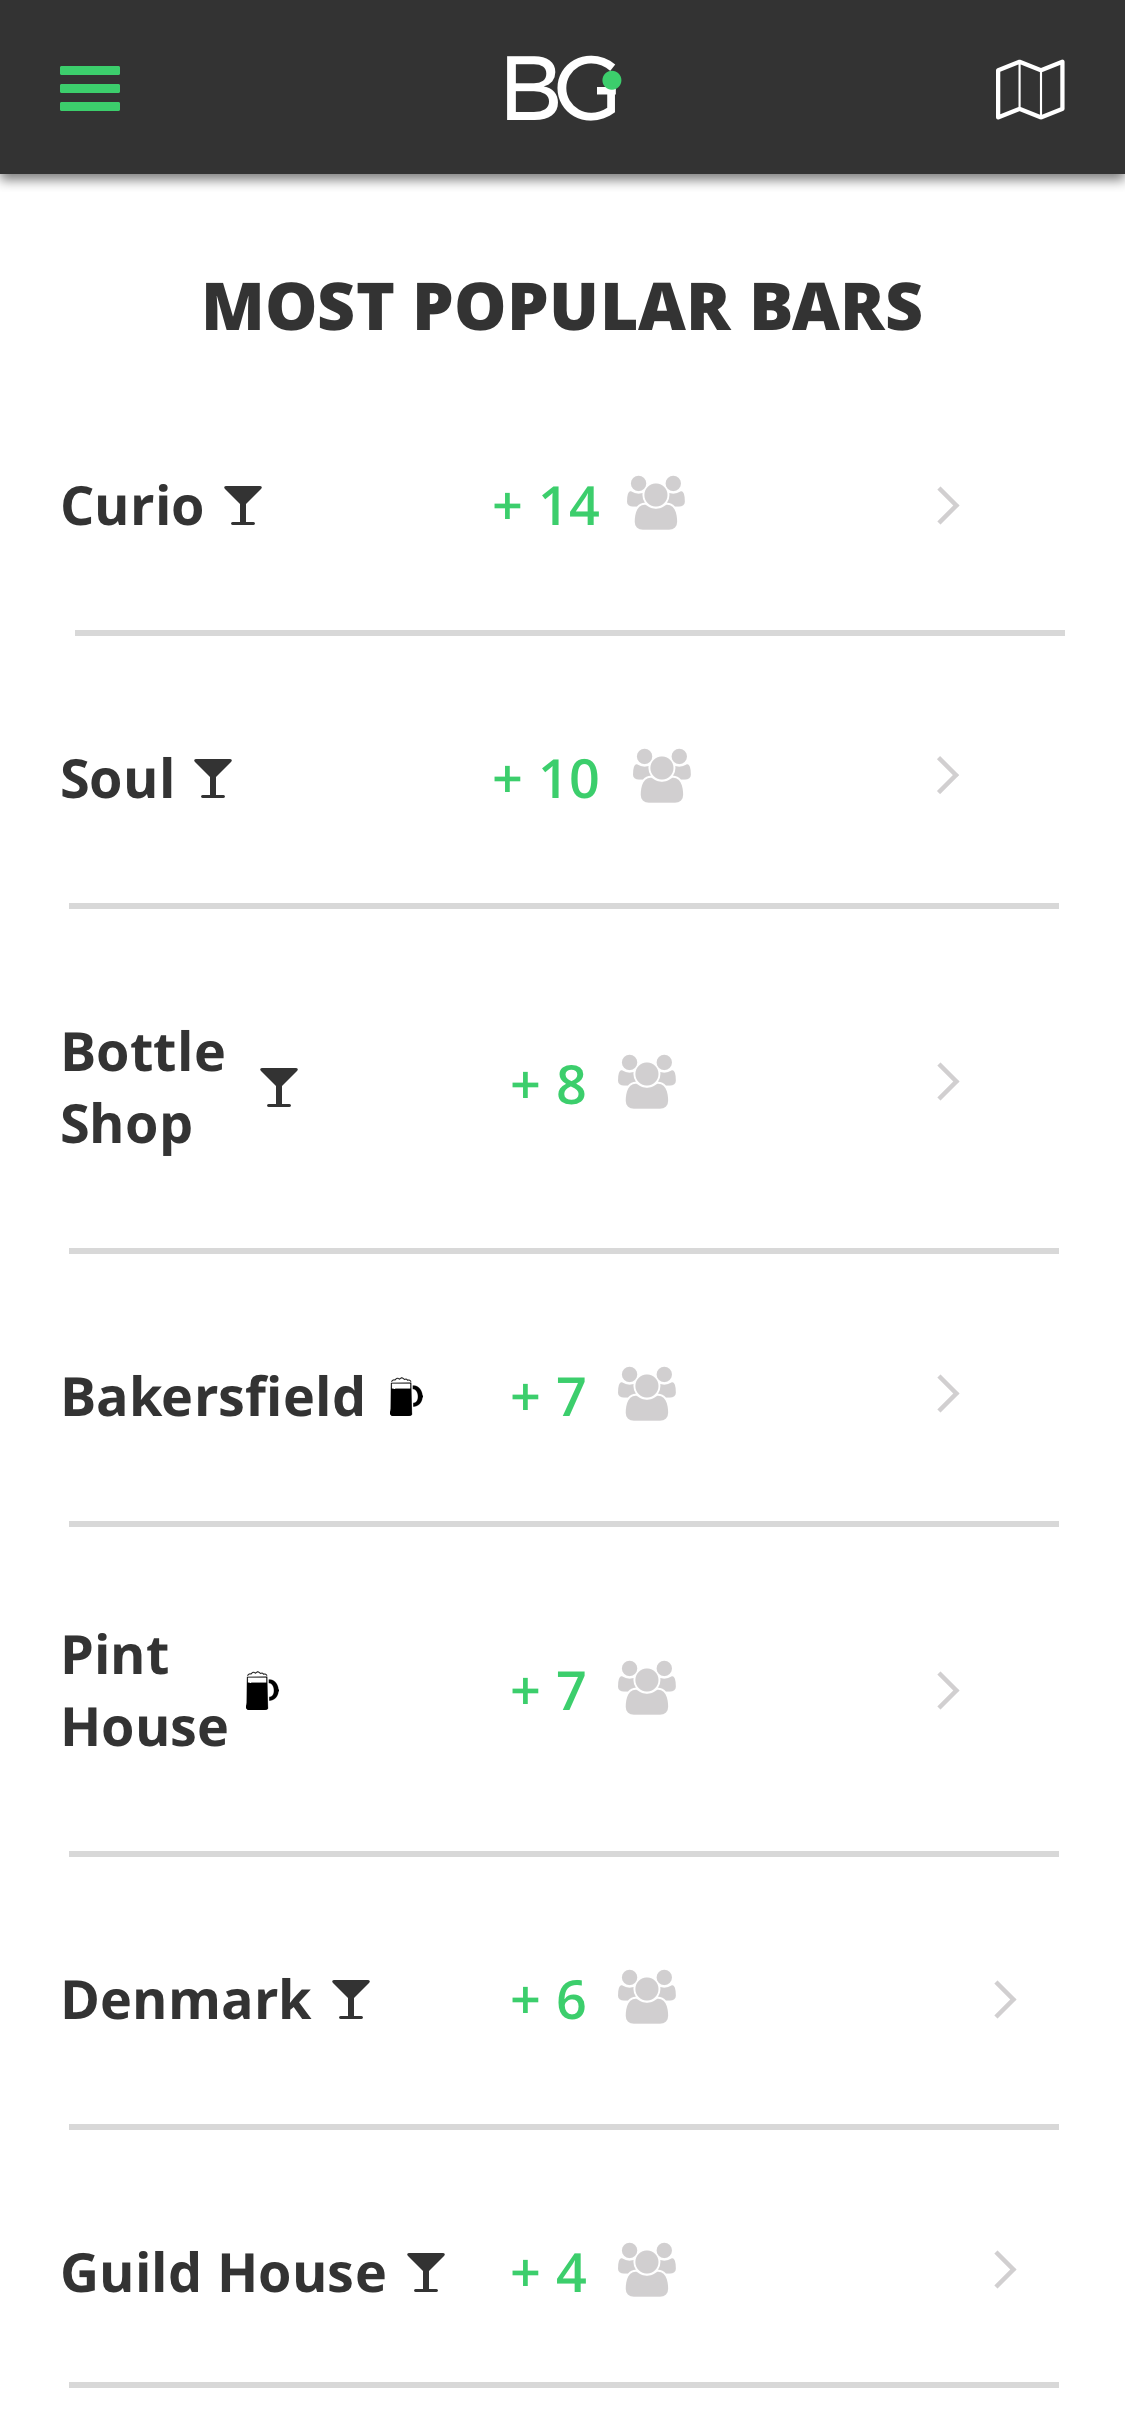 BG
MOST POPULAR BARS
Curio + 14
Soul + 10
Bottle
Shop
+ 8
Bakersfield + 7
Pint
House
+ 7
Denmark + 6
Guild House + 4